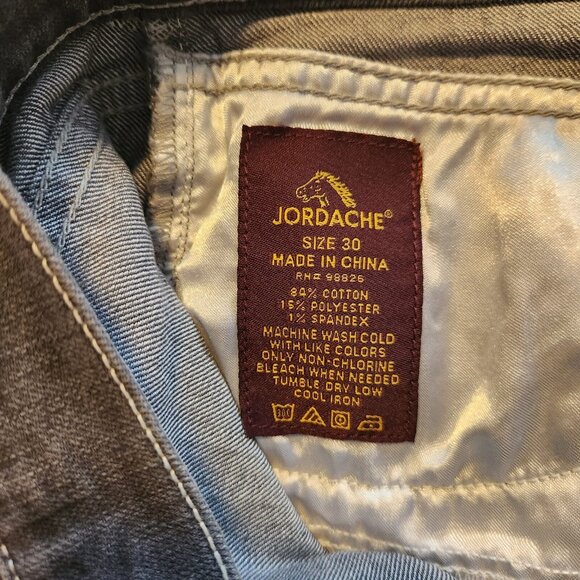 JORDACHE®
SIZE 30
MADE IN CHINA
RN# 98826
84% COTTON
15% POLYESTER
1% SPANDEX
MACHINE WASH COLD
WITH LIKE COLORS
ONLY NON-CHLORINE
BLEACH WHEN NEEDED
TUMBLE DRY LOW
COOL IRON